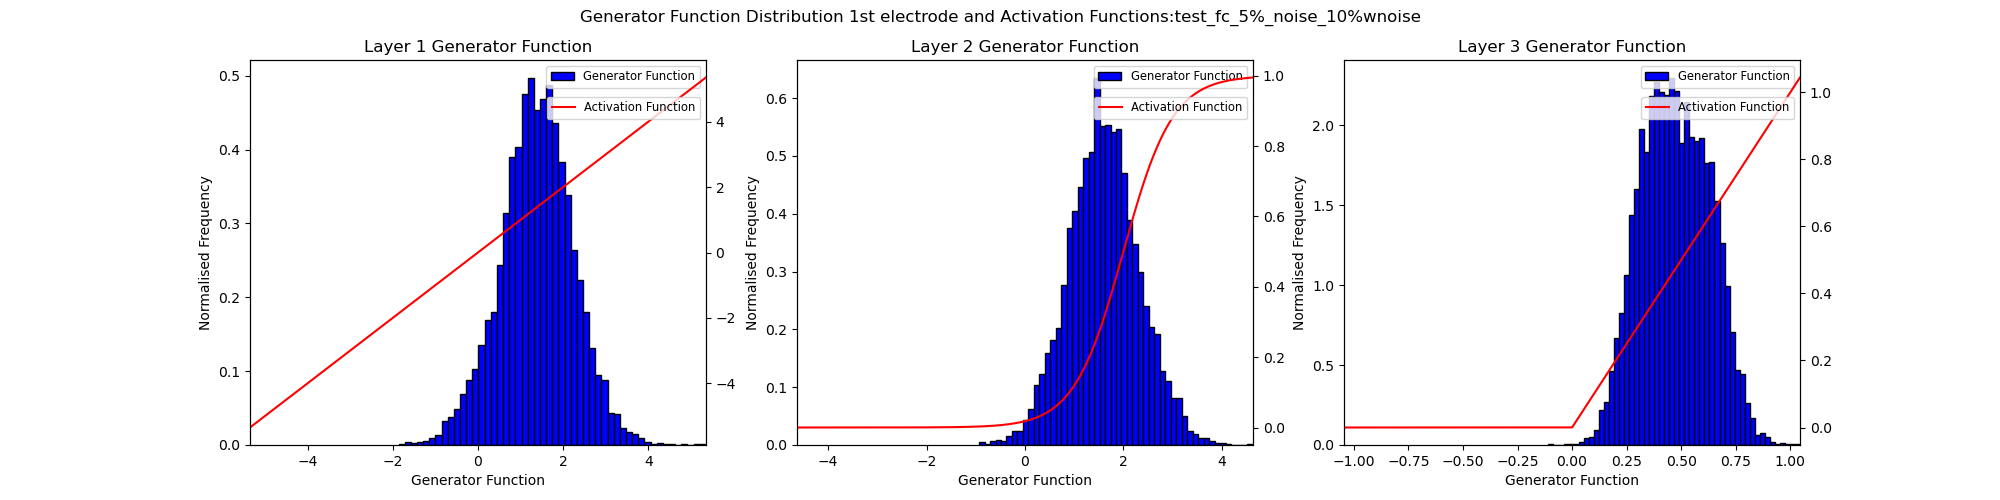 Generator Function Distribution 1st electrode and Activation Functions:test_fc_5%_noise_10%wnoise
Layer 1 Generator Function
Generator Function
Activation Function
Normalised Frequency
0.5
0.4
0.3
0.2
0.1
0.0
4
2
0
−2
−4
−4 −2 0 2 4
Generator Function
Layer 2 Generator Function
Generator Function
Activation Function
Normalised Frequency
0.6
0.5
0.4
0.3
0.2
0.1
0.0
1.0
0.8
0.6
0.4
0.2
0.0
−4 −2 0 2 4
Generator Function
Layer 3 Generator Function
Generator Function
Activation Function
Normalised Frequency
2.0
1.5
1.0
0.5
0.0
1.0
0.8
0.6
0.4
0.2
0.0
−1.00 −0.75 −0.50 −0.25 0.00 0.25 0.50 0.75 1.00
Generator Function